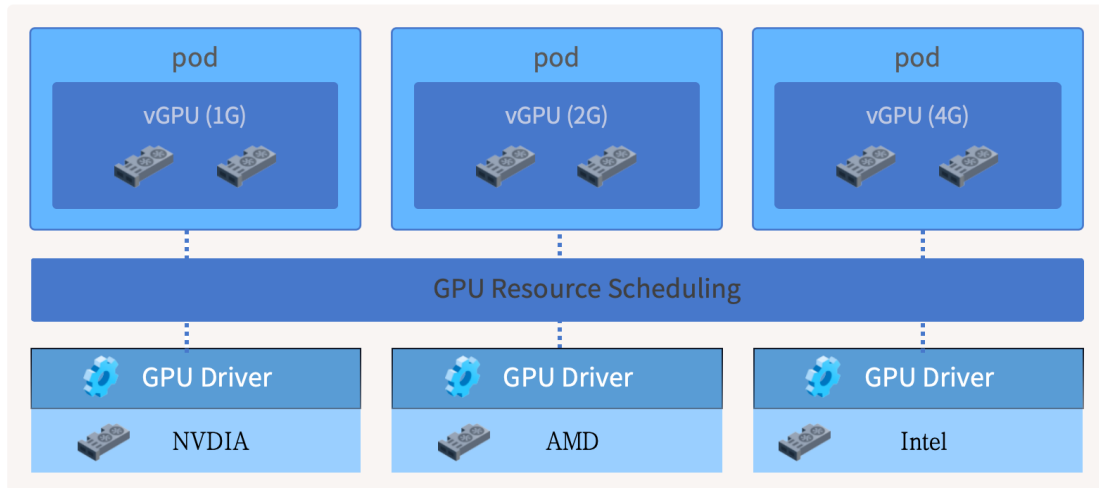 pod
pod
pod
vGPU (1G)
vGPU (2G)
vGPU (4G)
GPU Resource Scheduling
GPU Driver
GPU Driver
GPU Driver
NVDIA
AMD
Intel